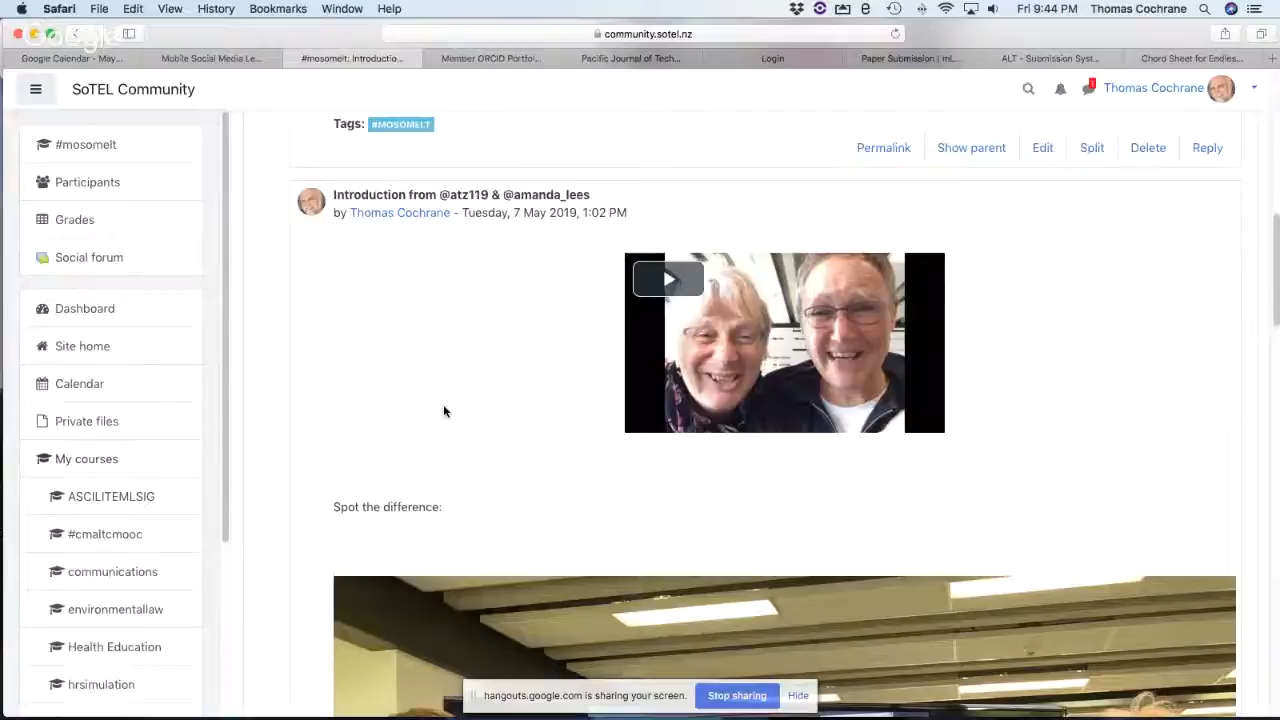 Safari File Edit View History Bookmarks Window Help Fri 9:44 PM Thomas Cochrane
Google
community.sotel.nz
Google Calendar - May... Mobile Social Media Le... #mosomelt: Introductio... Member ORCID Portfo... Pacific Journal of Tech... Login Paper Submission | mL... ALT - Submission Syst... Choro Sheet for Endles...
SoTEL Community 1 Thomas Cochrane
#mosomelt
Participants
Grades
Social forum
Dashboard
Site home
Calendar
Private files
My courses
ASCILITEMLSIG
#cmaltcmooc
communications
environmentallaw
Health Education
hrsimulation
Tags: #MOSOMELT
Permalink Show parent Edit Split Delete Reply
Introduction from @atz119 & @amanda_lees
by Thomas Cochrane - Tuesday, 7 May 2019, 1:02 PM
Spot the difference:
hangouts.google.com is sharing your screen. Stop sharing Hide